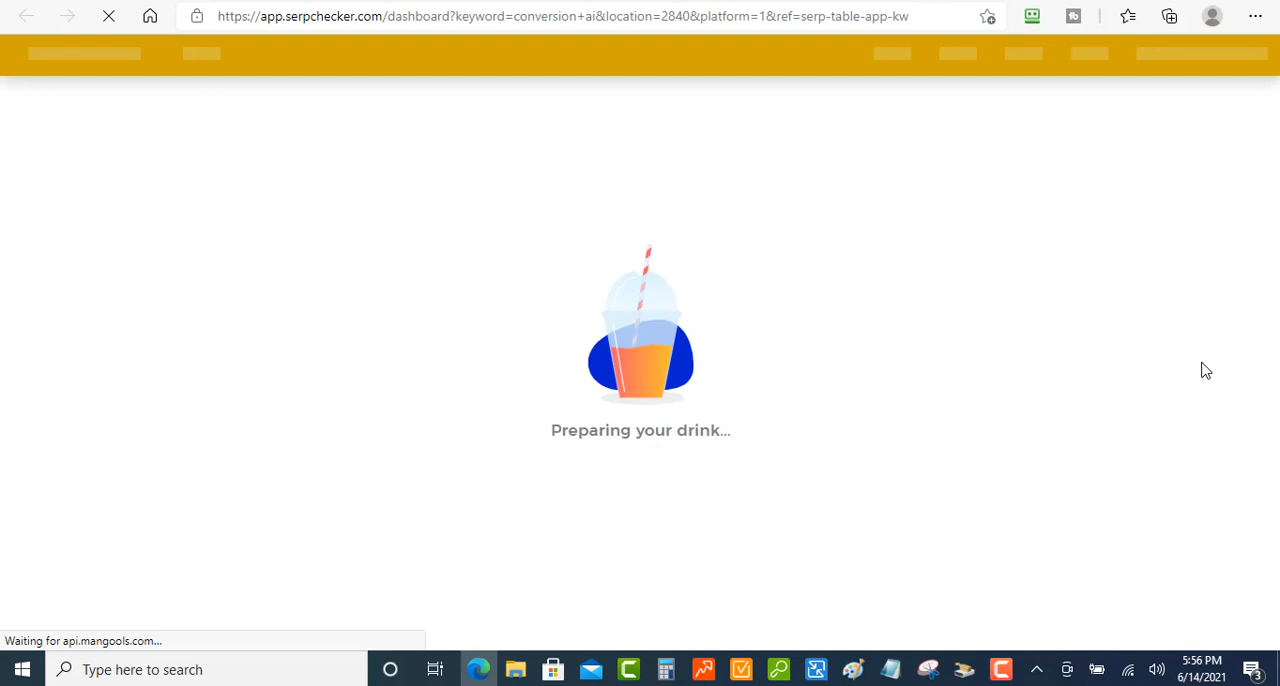 https://app.serpchecker.com/dashboard?keyword=conversion+ai&location=2840&platform=1&ref=serp-table-app-kw
Preparing your drink...
Waiting for api.mangools.com...
Type here to search
5:56 PM
6/14/2021
3